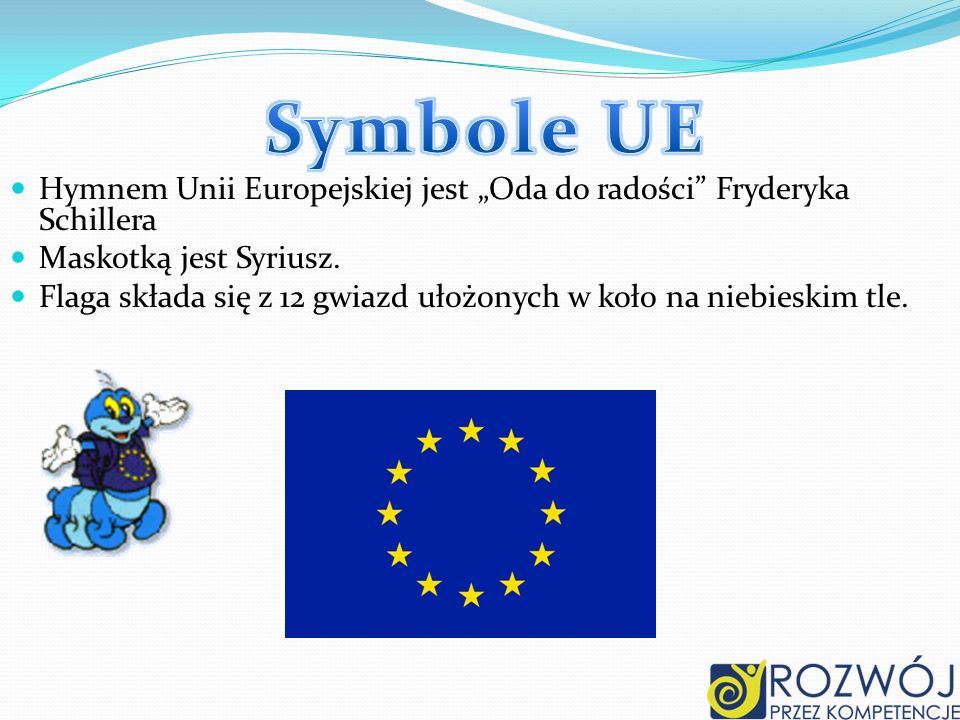 Symbole UE
Hymnem Unii Europejskiej jest „Oda do radości” Fryderyka
Schillera
Maskotką jest Syriusz.
Flaga składa się z 12 gwiazd ułożonych w koło na niebieskim tle.
ROZWÓJ
PRZEZ KOMPETENCJE